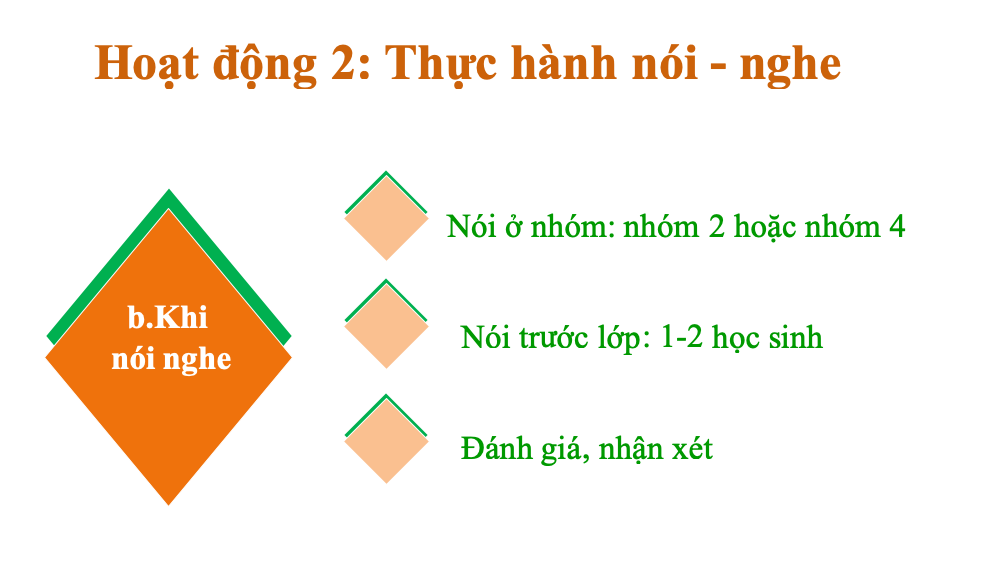 Hoạt động 2: Thực hành nói - nghe
b.Khi
nói nghe
Nói ở nhóm: nhóm 2 hoặc nhóm 4
Nói trước lớp: 1-2 học sinh
Đánh giá, nhận xét